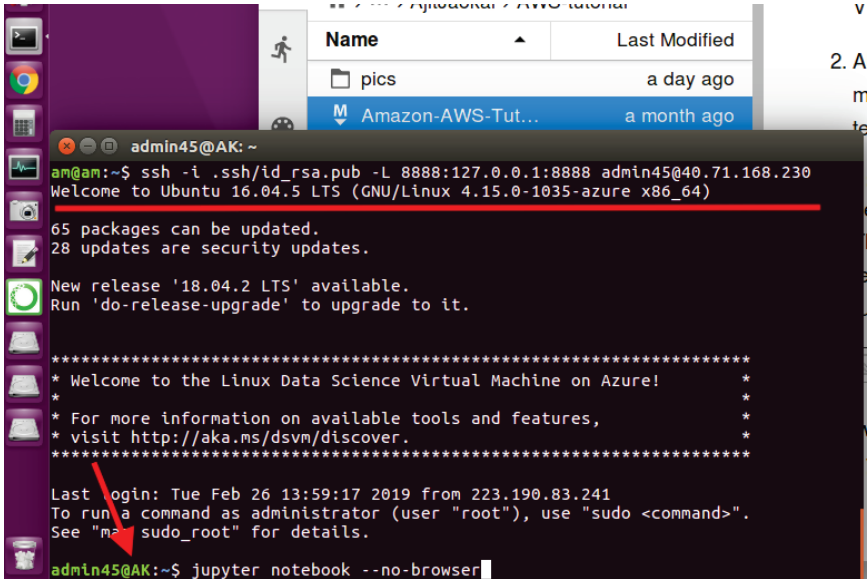 AWS-tutorial
Name Last Modified
pics a day ago
Amazon-AWS-Tut... a month ago
2. A
admin45@AK: ~
am@am:~$ ssh -i .ssh/id_rsa.pub -L 8888:127.0.0.1:8888 admin45@40.71.168.230
Welcome to Ubuntu 16.04.5 LTS (GNU/Linux 4.15.0-1035-azure x86_64)
65 packages can be updated.
28 updates are security updates.
New release '18.04.2 LTS' available.
Run 'do-release-upgrade' to upgrade to it.
**********************************************************************
* Welcome to the Linux Data Science Virtual Machine on Azure! *
* *
* For more information on available tools and features, *
* visit http://aka.ms/dsvm/discover. *
**********************************************************************
Last login: Tue Feb 26 13:59:17 2019 from 223.190.83.241
To run a command as administrator (user "root"), use "sudo <command>".
See "man sudo_root" for details.
admin45@AK:~$ jupyter notebook --no-browser